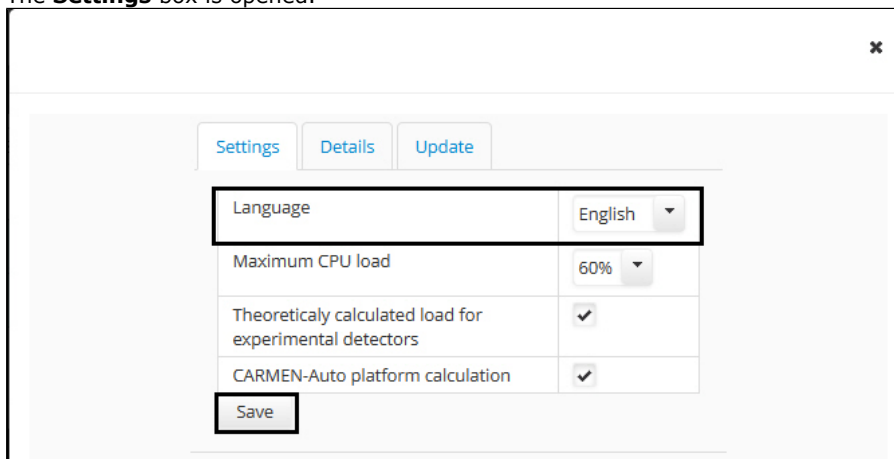 The Settings box is opened.
Settings Details Update
Language English
Maximum CPU load 60%
Theoreticaly calculated load for
experimental detectors
CARMEN-Auto platform calculation
Save